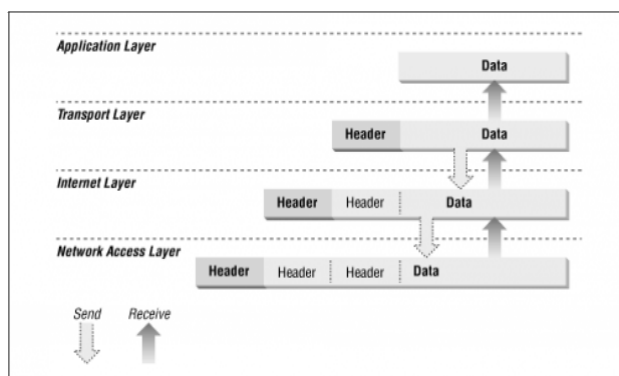 Application Layer
Data
Transport Layer
Header Data
Internet Layer
Header Header Data
Network Access Layer
Header Header Header Data
Send Receive